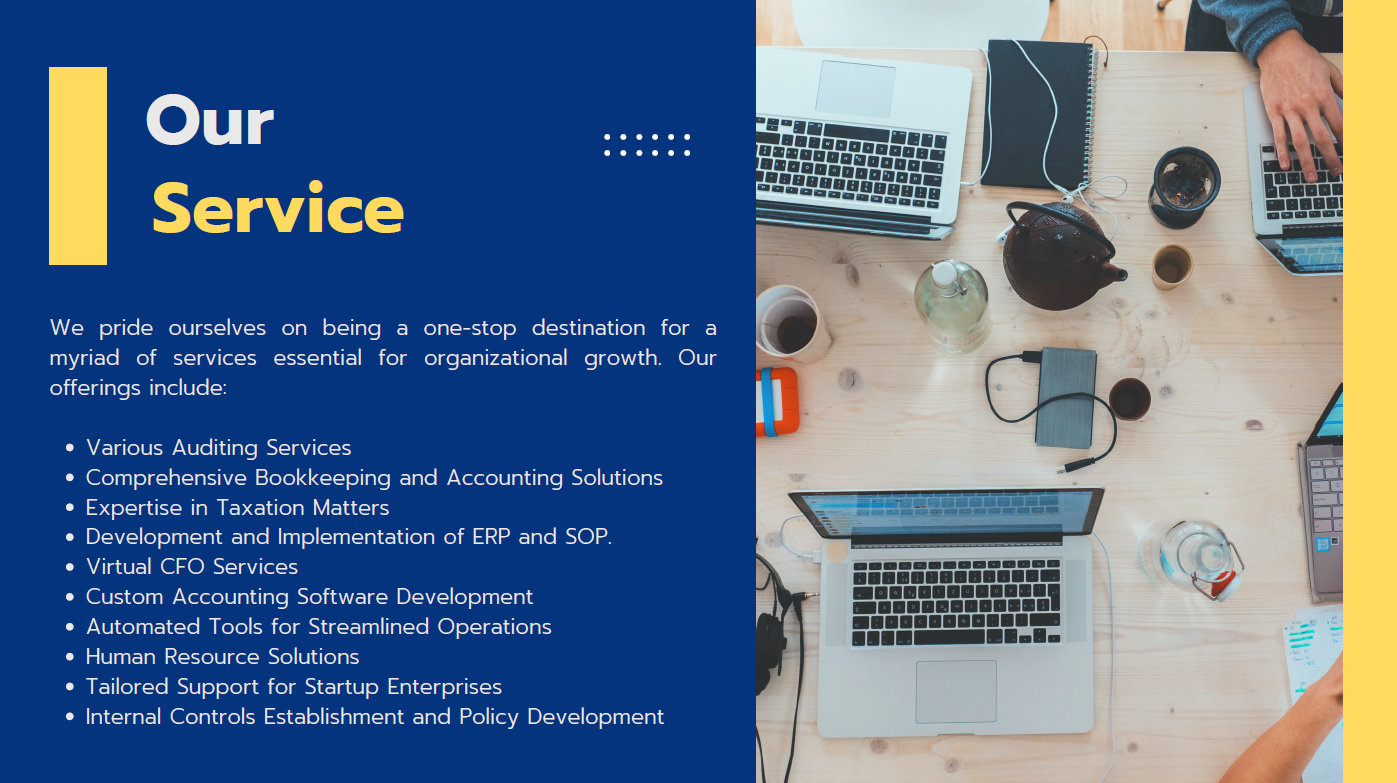 Our
Service
We pride ourselves on being a one-stop destination for a
myriad of services essential for organizational growth. Our
offerings include:
• Various Auditing Services
• Comprehensive Bookkeeping and Accounting Solutions
• Expertise in Taxation Matters
• Development and Implementation of ERP and SOP.
• Virtual CFO Services
• Custom Accounting Software Development
• Automated Tools for Streamlined Operations
• Human Resource Solutions
• Tailored Support for Startup Enterprises
• Internal Controls Establishment and Policy Development